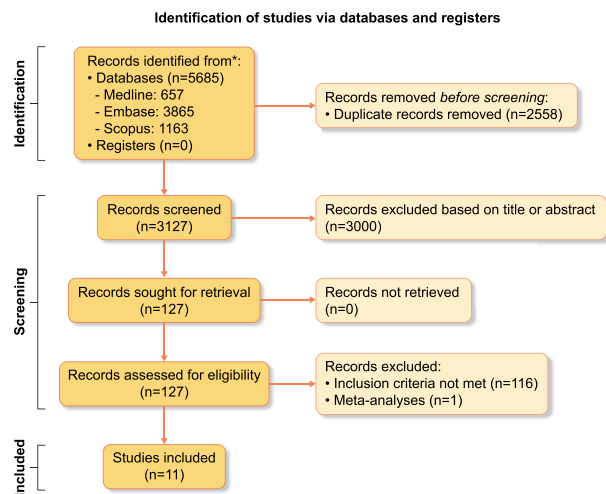 Identification of studies via databases and registers
Identification
Records identified from*:
• Databases (n=5685)
- Medline: 657
- Embase: 3865
- Scopus: 1163
• Registers (n=0)
Records removed before screening:
• Duplicate records removed (n=2558)
Screening
Records screened
(n=3127)
Records excluded based on title or abstract
(n=3000)
Records sought for retrieval
(n=127)
Records not retrieved
(n=0)
Records assessed for eligibility
(n=127)
Records excluded:
• Inclusion criteria not met (n=116)
• Meta-analyses (n=1)
Included
Studies included
(n=11)